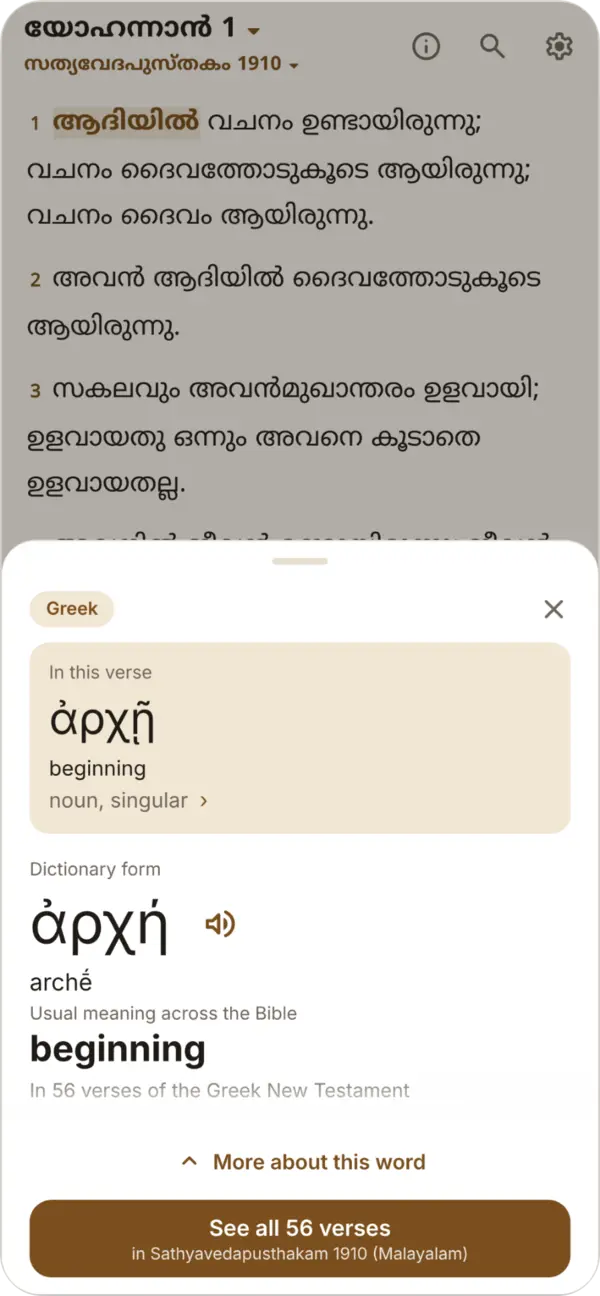 യോഹന്നാൻ 1
സത്യവേദപുസ്തകം 1910
1 ആദിയിൽ വചനം ഉണ്ടായിരുന്നു;
വചനം ദൈവത്തോടുകൂടെ ആയിരുന്നു;
വചനം ദൈവം ആയിരുന്നു.
2 അവൻ ആദിയിൽ ദൈവത്തോടുകൂടെ
ആയിരുന്നു.
3 സകലവും അവൻമുഖാന്തരം ഉളവായി;
ഉളവായതു ഒന്നും അവനെ കൂടാതെ
ഉളവായതല്ല.
Greek
In this verse
ἀρχῇ
beginning
noun, singular ›
Dictionary form
ἀρχή
archḗ
Usual meaning across the Bible
beginning
In 56 verses of the Greek New Testament
More about this word
See all 56 verses
in Sathyavedapusthakam 1910 (Malayalam)